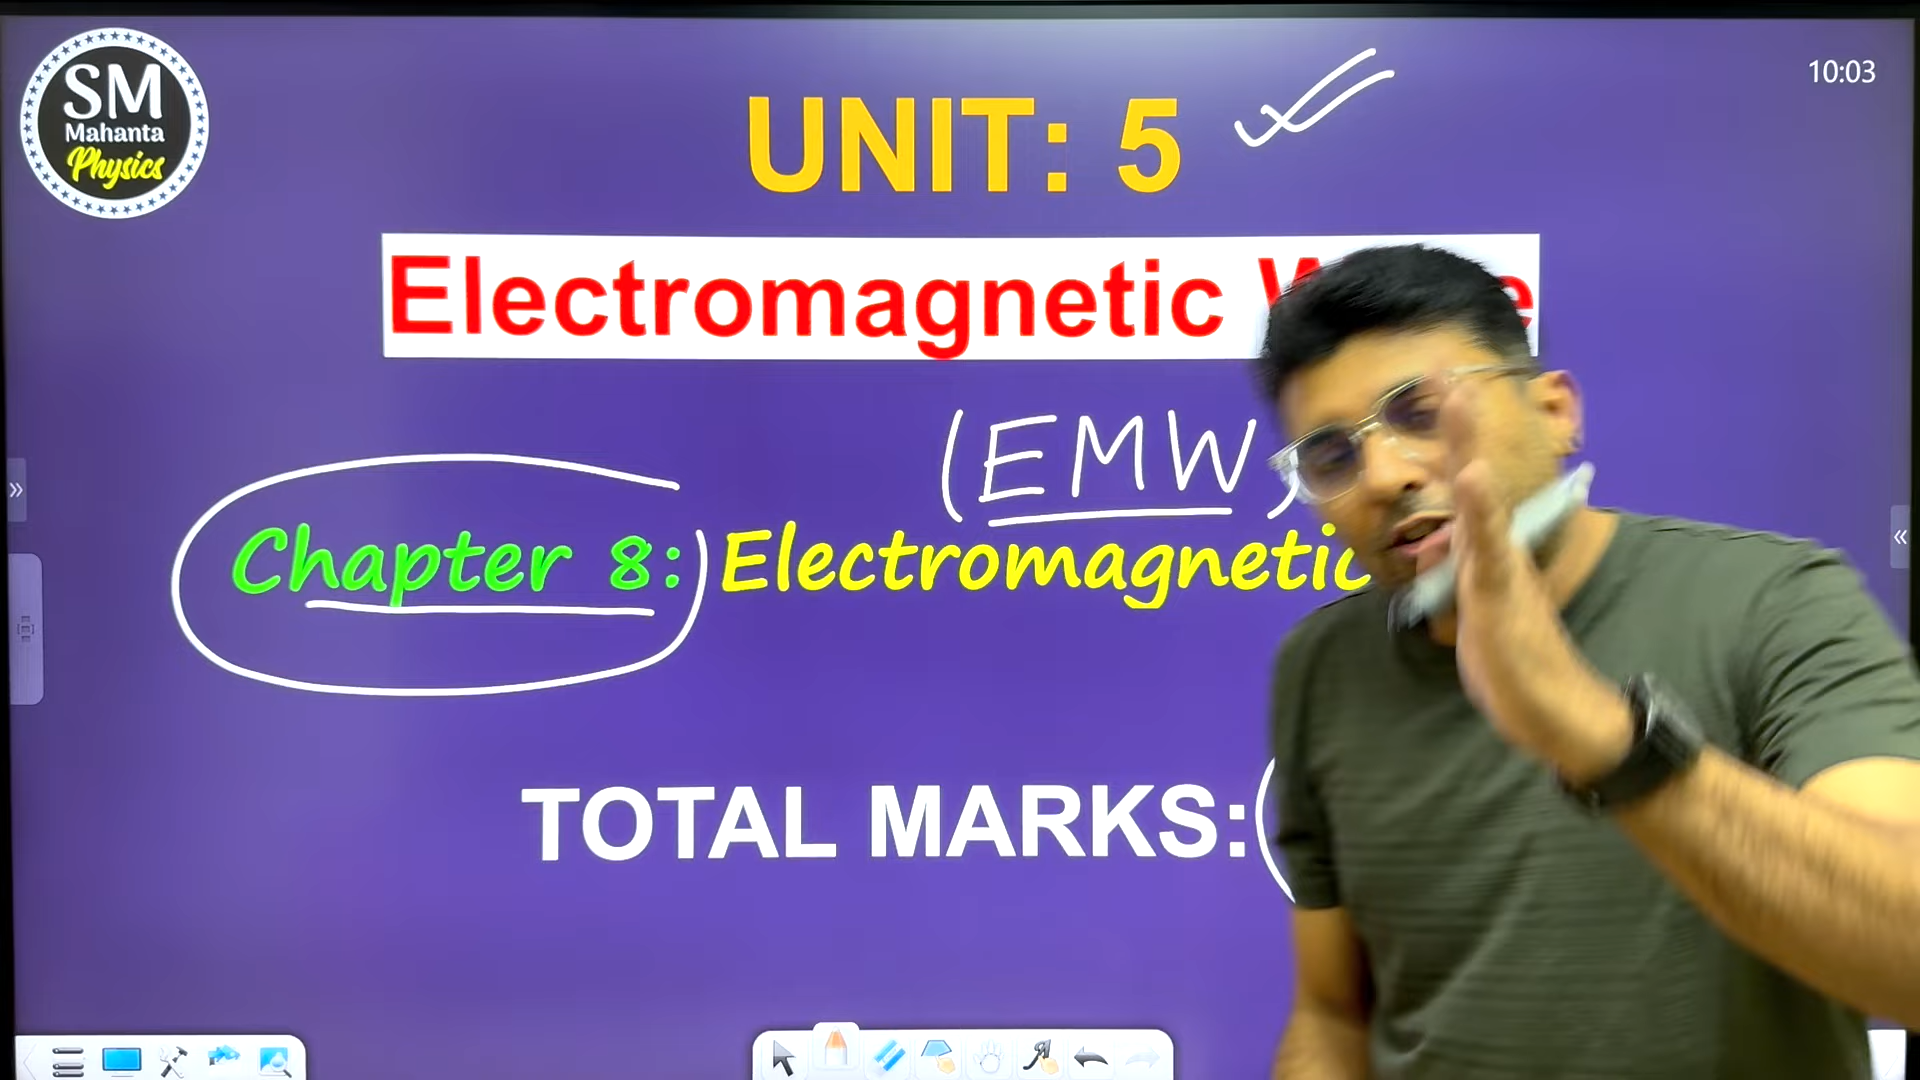 SM
Mahanta
Physics
10:03
UNIT: 5
Electromagnetic
(EMW)
Chapter 8: Electromagnetic
TOTAL MARKS: